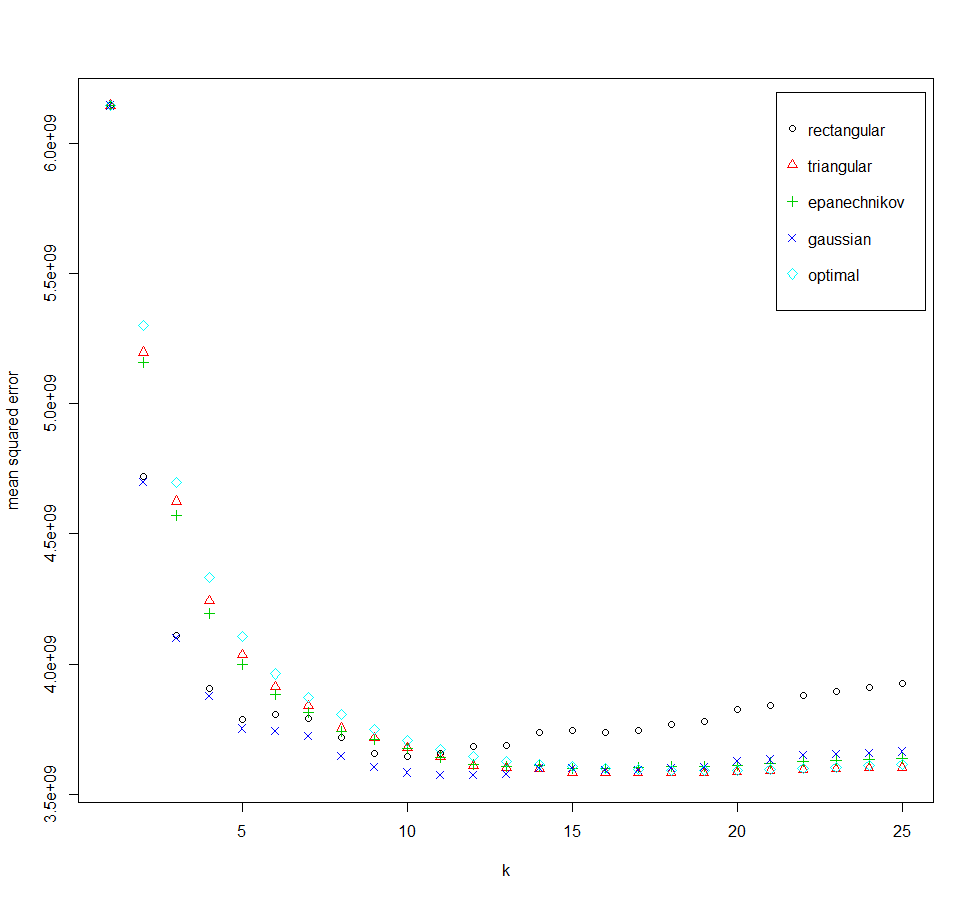 rectangular
triangular
epanechnikov
gaussian
optimal
mean squared error
6.0e+09
5.5e+09
5.0e+09
4.5e+09
4.0e+09
3.5e+09
5 10 15 20 25
k